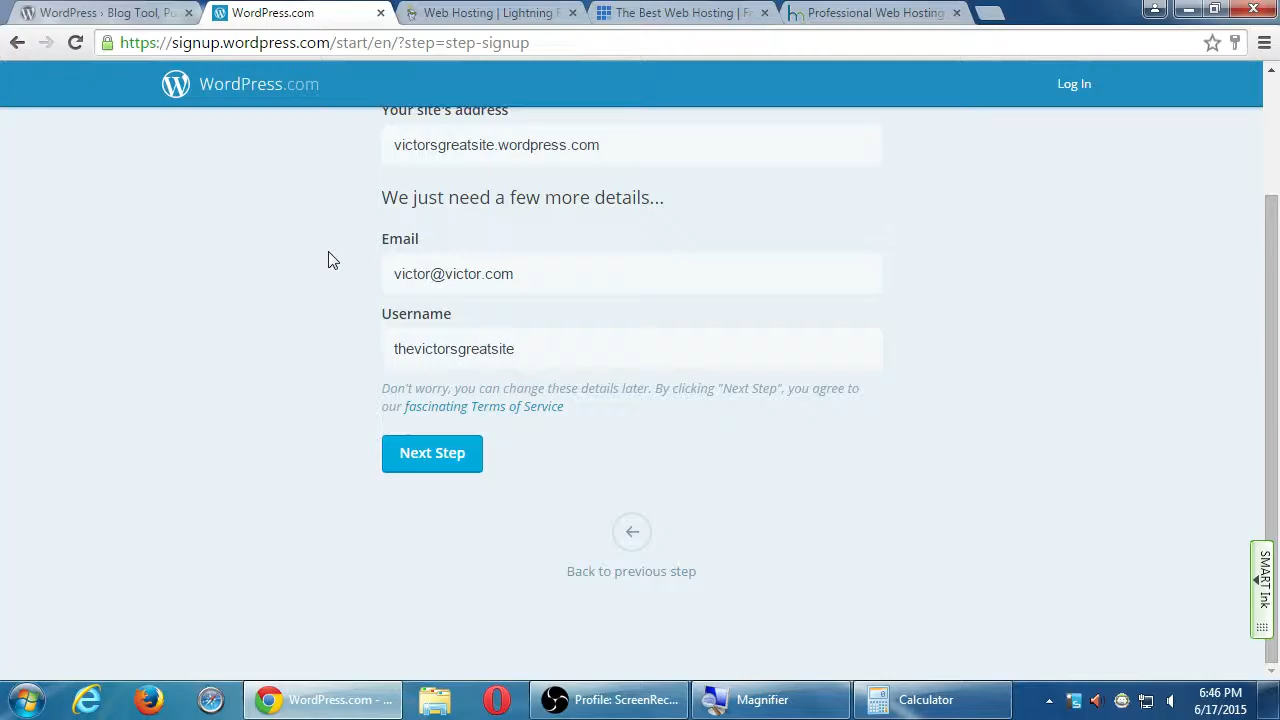 WordPress › Blog Tool, Pu
WordPress.com
Web Hosting | Lightning F
The Best Web Hosting | Fr
Professional Web Hosting
https://signup.wordpress.com/start/en/?step=step-signup
WordPress.com
Log In
Your site's address
victorsgreatsite.wordpress.com
We just need a few more details...
Email
victor@victor.com
Username
thevictorsgreatsite
Don't worry, you can change these details later. By clicking "Next Step", you agree to
our fascinating Terms of Service
Next Step
Back to previous step
SMART Ink
WordPress.com - ...
Profile: ScreenRec...
Magnifier
Calculator
6:46 PM
6/17/2015